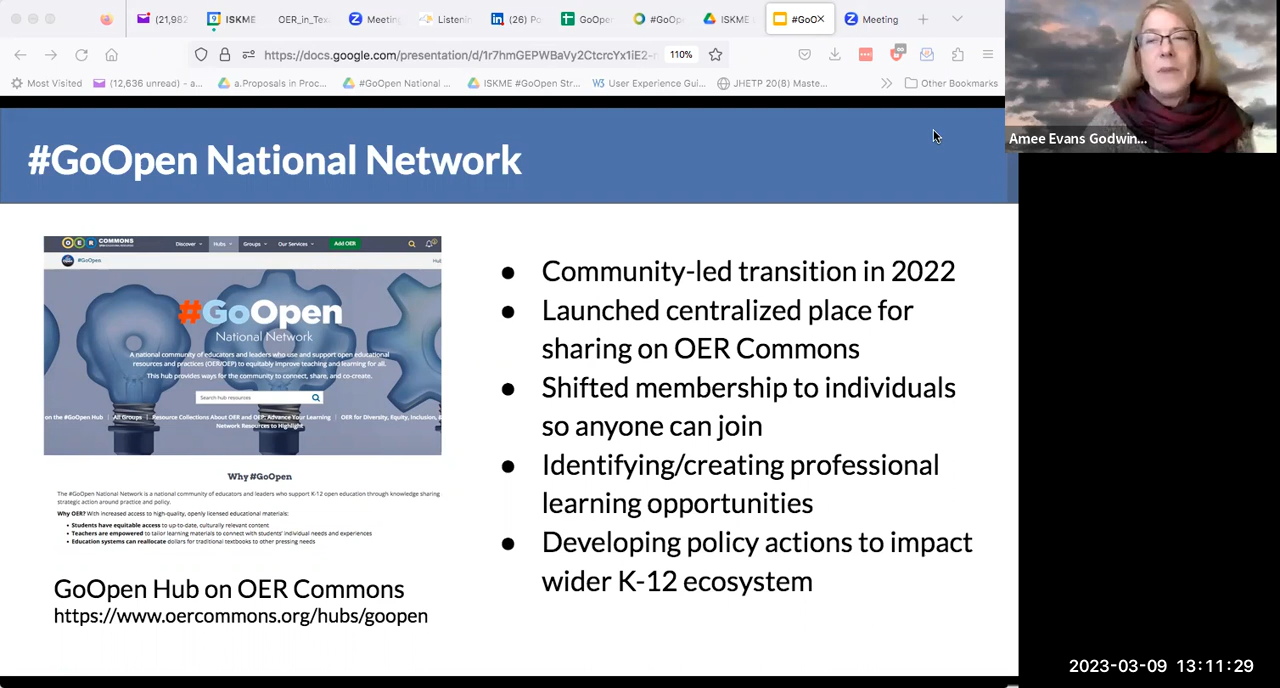 (21,982
ISKME
OER_in_Tex
Meeting
Listenin
(26) Po
GoOper
#GoOp
ISKME
#GoO
Meeting
https://docs.google.com/presentation/d/1r7hmGEPWBaVy2CtcrcYx1iE2-
110%
Most Visited
(12,636 unread) - a...
a.Proposals in Proc...
#GoOpen National ...
ISKME #GoOpen Str...
User Experience Gui...
JHETP 20(8) Maste...
Other Bookmarks
Amee Evans Godwin...
#GoOpen National Network
OER COMMONS
Discover
Hubs
Groups
Our Services
Add OER
#GoOpen
Hub
#GoOpen
National Network
A national community of educators and leaders who use and support open educational
resources and practices (OER/OEP) to equitably improve teaching and learning for all.
This hub provides ways for the community to connect, share, and co-create.
Search hub resources
on the #GoOpen Hub | All Groups | Resource Collections About OER and OEP: Advance Your Learning | OER for Diversity, Equity, Inclusion,
Network Resources to Highlight
Why #GoOpen
The #GoOpen National Network is a national community of educators and leaders who support K-12 open education through knowledge sharing
strategic action around practice and policy.
Why OER? With increased access to high-quality, openly licensed educational materials:
• Students have equitable access to up-to-date, culturally relevant content
• Teachers are empowered to tailor learning materials to connect with students' individual needs and experiences
• Education systems can reallocate dollars for traditional textbooks to other pressing needs
GoOpen Hub on OER Commons
https://www.oercommons.org/hubs/goopen
● Community-led transition in 2022
● Launched centralized place for
sharing on OER Commons
● Shifted membership to individuals
so anyone can join
● Identifying/creating professional
learning opportunities
● Developing policy actions to impact
wider K-12 ecosystem
2023-03-09 13:11:29